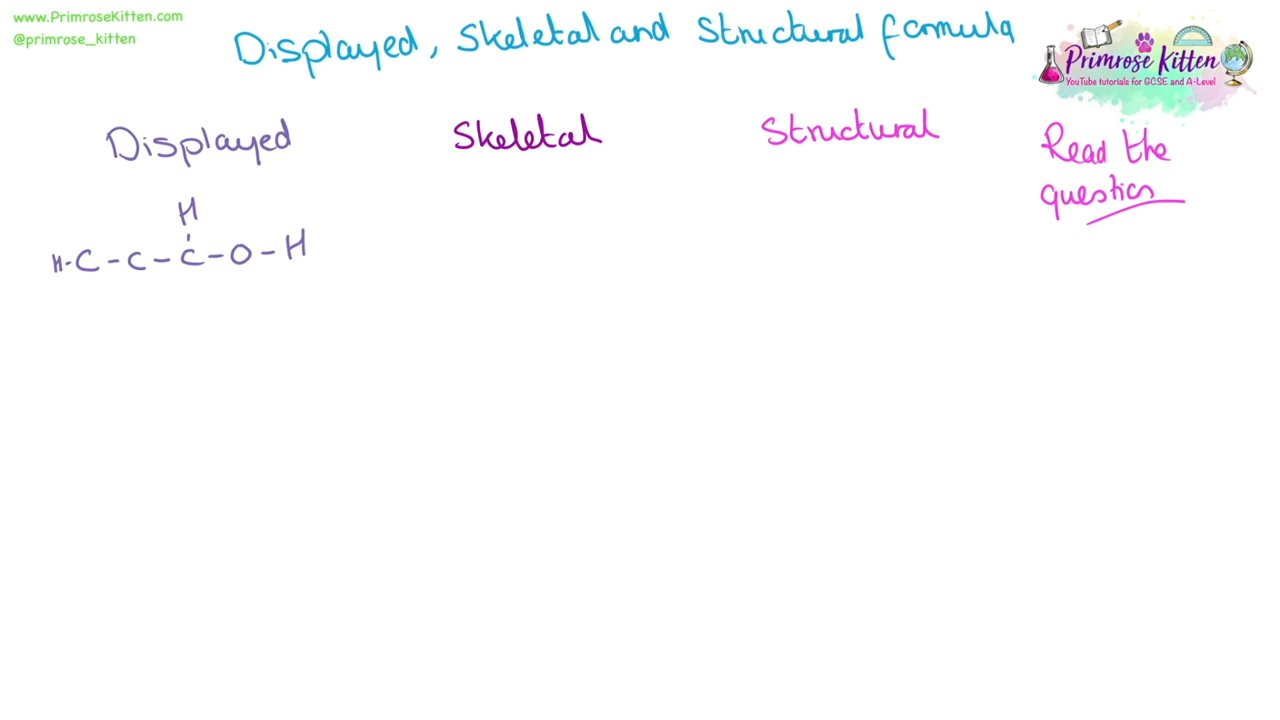 www.PrimroseKitten.com
@primrose_kitten
Displayed, Skeletal and Structural formula
Primrose Kitten
YouTube tutorials for GCSE and A-Level
Displayed
Skeletal
Structural
Read the
question
H
H-C-C-C-O-H